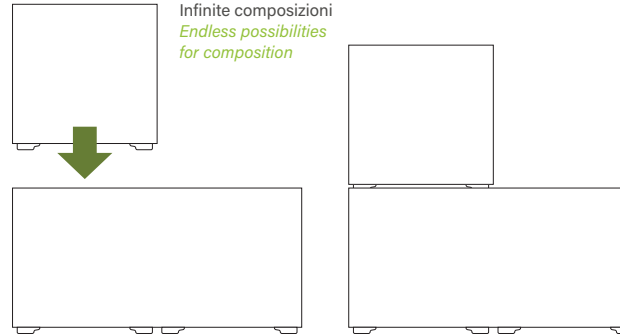 Infinite composizioni
Endless possibilities
for composition